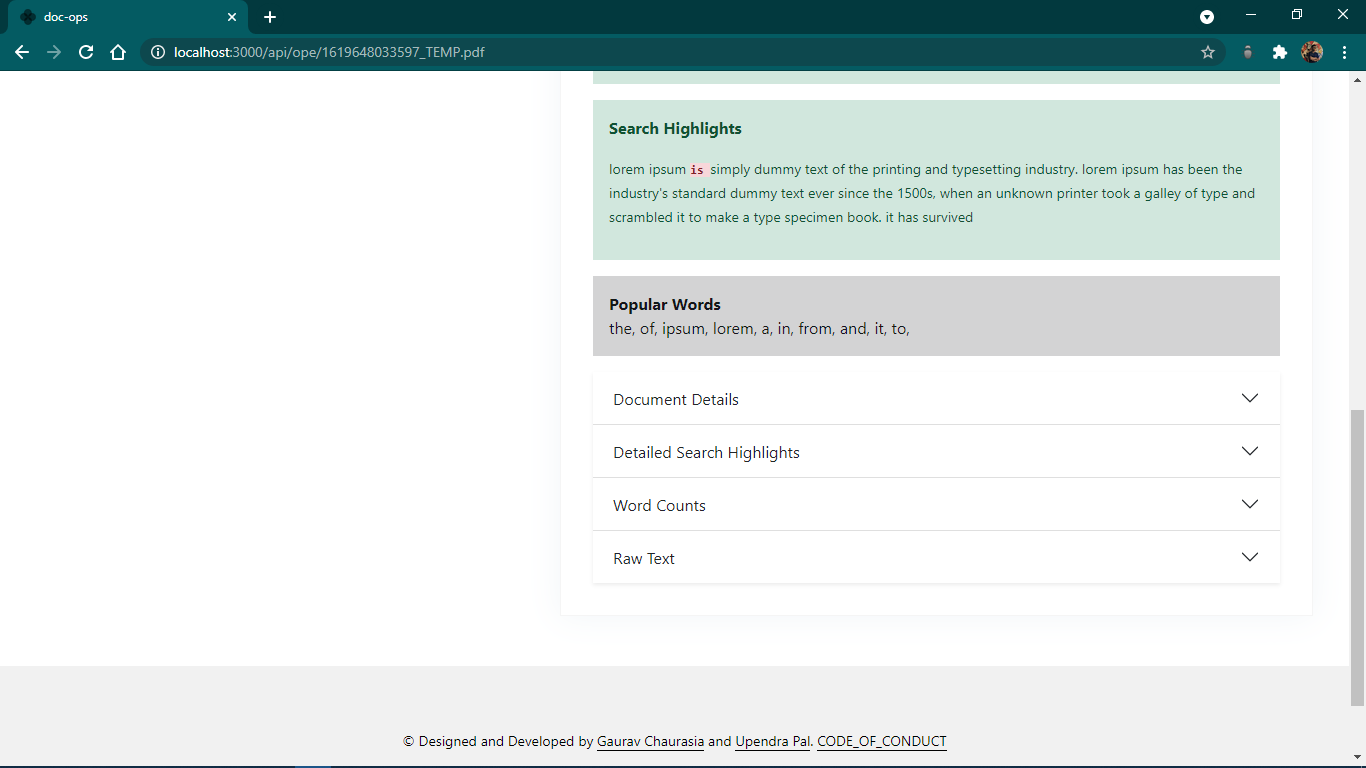 doc-ops
localhost:3000/api/ope/1619648033597_TEMP.pdf
Search Highlights
lorem ipsum is simply dummy text of the printing and typesetting industry. lorem ipsum has been the
industry's standard dummy text ever since the 1500s, when an unknown printer took a galley of type and
scrambled it to make a type specimen book. it has survived
Popular Words
the, of, ipsum, lorem, a, in, from, and, it, to,
Document Details
Detailed Search Highlights
Word Counts
Raw Text
© Designed and Developed by Gaurav Chaurasia and Upendra Pal. CODE_OF_CONDUCT